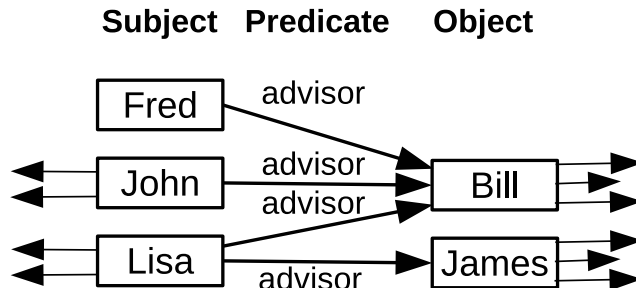 Subject Predicate Object
Fred advisor
John advisor Bill
advisor
Lisa advisor James